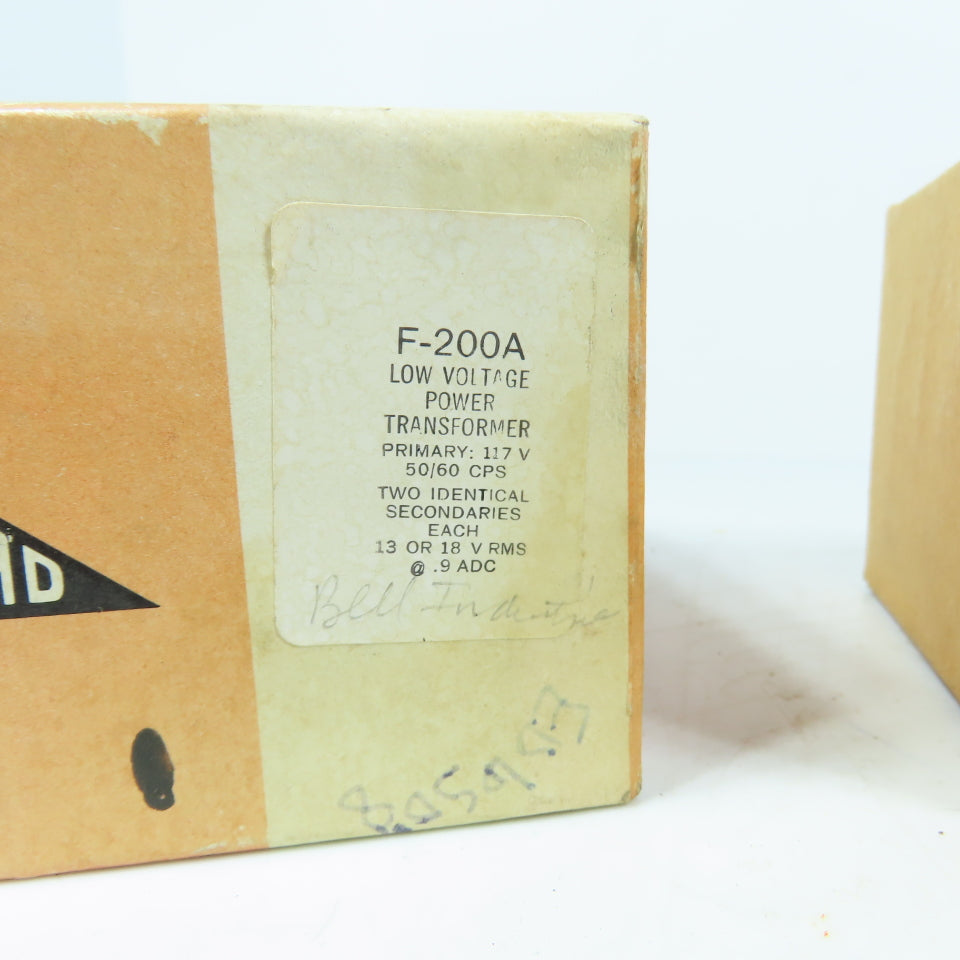 F-200A
LOW VOLTAGE
POWER
TRANSFORMER
PRIMARY: 117 V
50/60 CPS
TWO IDENTICAL
SECONDARIES
EACH
13 OR 18 V RMS
@ .9 ADC
Bell